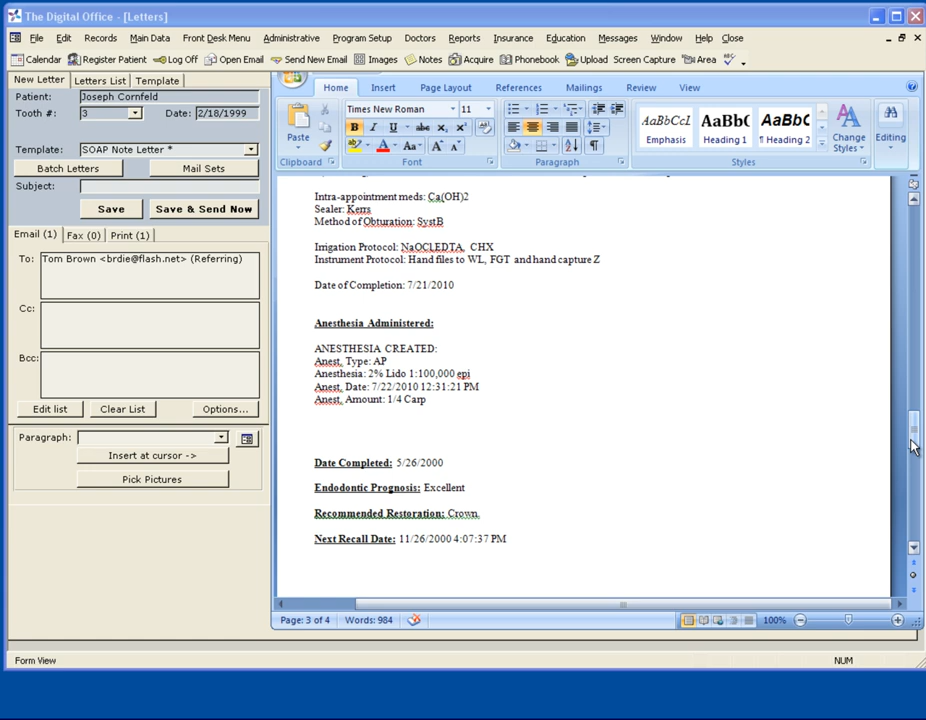 The Digital Office - [Letters]
File Edit Records Main Data Front Desk Menu Administrative Program Setup Doctors Reports Insurance Education Messages Window Help Close
Calendar Register Patient Log Off Open Email Send New Email Images Notes Acquire Phonebook Upload Screen Capture Area
New Letter Letters List Template
Patient: Joseph Cornfeld
Tooth #: 3 Date: 2/18/1999
Template: SOAP Note Letter *
Batch Letters Mail Sets
Subject:
Save Save & Send Now
Email (1) Fax (0) Print (1)
To: Tom Brown <brdie@flash.net> (Referring)
Cc:
Bcc:
Edit list Clear List Options...
Paragraph:
Insert at cursor ->
Pick Pictures
Home Insert Page Layout References Mailings Review View
Paste
Times New Roman 11
B I U abc x₂ x²
Aa A A
AaBbCcL AaBbC AaBbC
Emphasis Heading 1 ¶ Heading 2
Change Styles
Editing
Clipboard Font Paragraph Styles
Intra-appointment meds: Ca(OH)2
Sealer: Kerrs
Method of Obturation: SystB
Irrigation Protocol: NaOCl,EDTA, CHX
Instrument Protocol: Hand files to WL, FGT and hand capture Z
Date of Completion: 7/21/2010
Anesthesia Administered:
ANESTHESIA CREATED:
Anest, Type: AP
Anesthesia: 2% Lido 1:100,000 epi
Anest, Date: 7/22/2010 12:31:21 PM
Anest, Amount: 1/4 Carp
Date Completed: 5/26/2000
Endodontic Prognosis: Excellent
Recommended Restoration: Crown,
Next Recall Date: 11/26/2000 4:07:37 PM
Page: 3 of 4 Words: 984 100%
Form View NUM